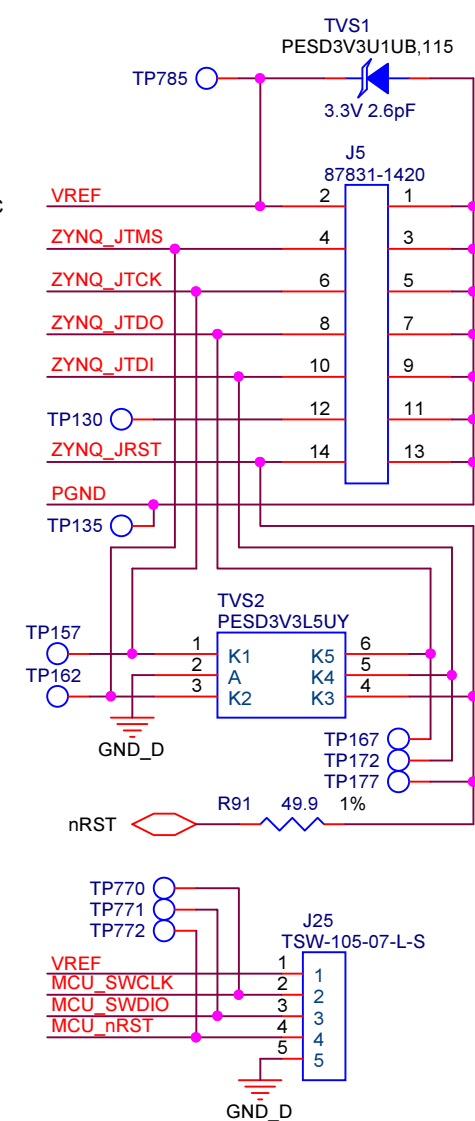 TVS1
PESD3V3U1UB,115
TP785
3.3V 2.6pF
J5
87831-1420
C
VREF 2 1
ZYNQ_JTMS 4 3
ZYNQ_JTCK 6 5
ZYNQ_JTDO 8 7
ZYNQ_JTDI 10 9
TP130 12 11
ZYNQ_JRST 14 13
PGND
TP135
TVS2
PESD3V3L5UY
TP157 1 K1 K5 6
2 A K4 5
TP162 3 K2 K3 4
GND_D
TP167
TP172
TP177
R91 49.9 1%
nRST
TP770
TP771
TP772
J25
TSW-105-07-L-S
VREF 1 1
MCU_SWCLK 2 2
MCU_SWDIO 3 3
MCU_nRST 4 4
5 5
GND_D